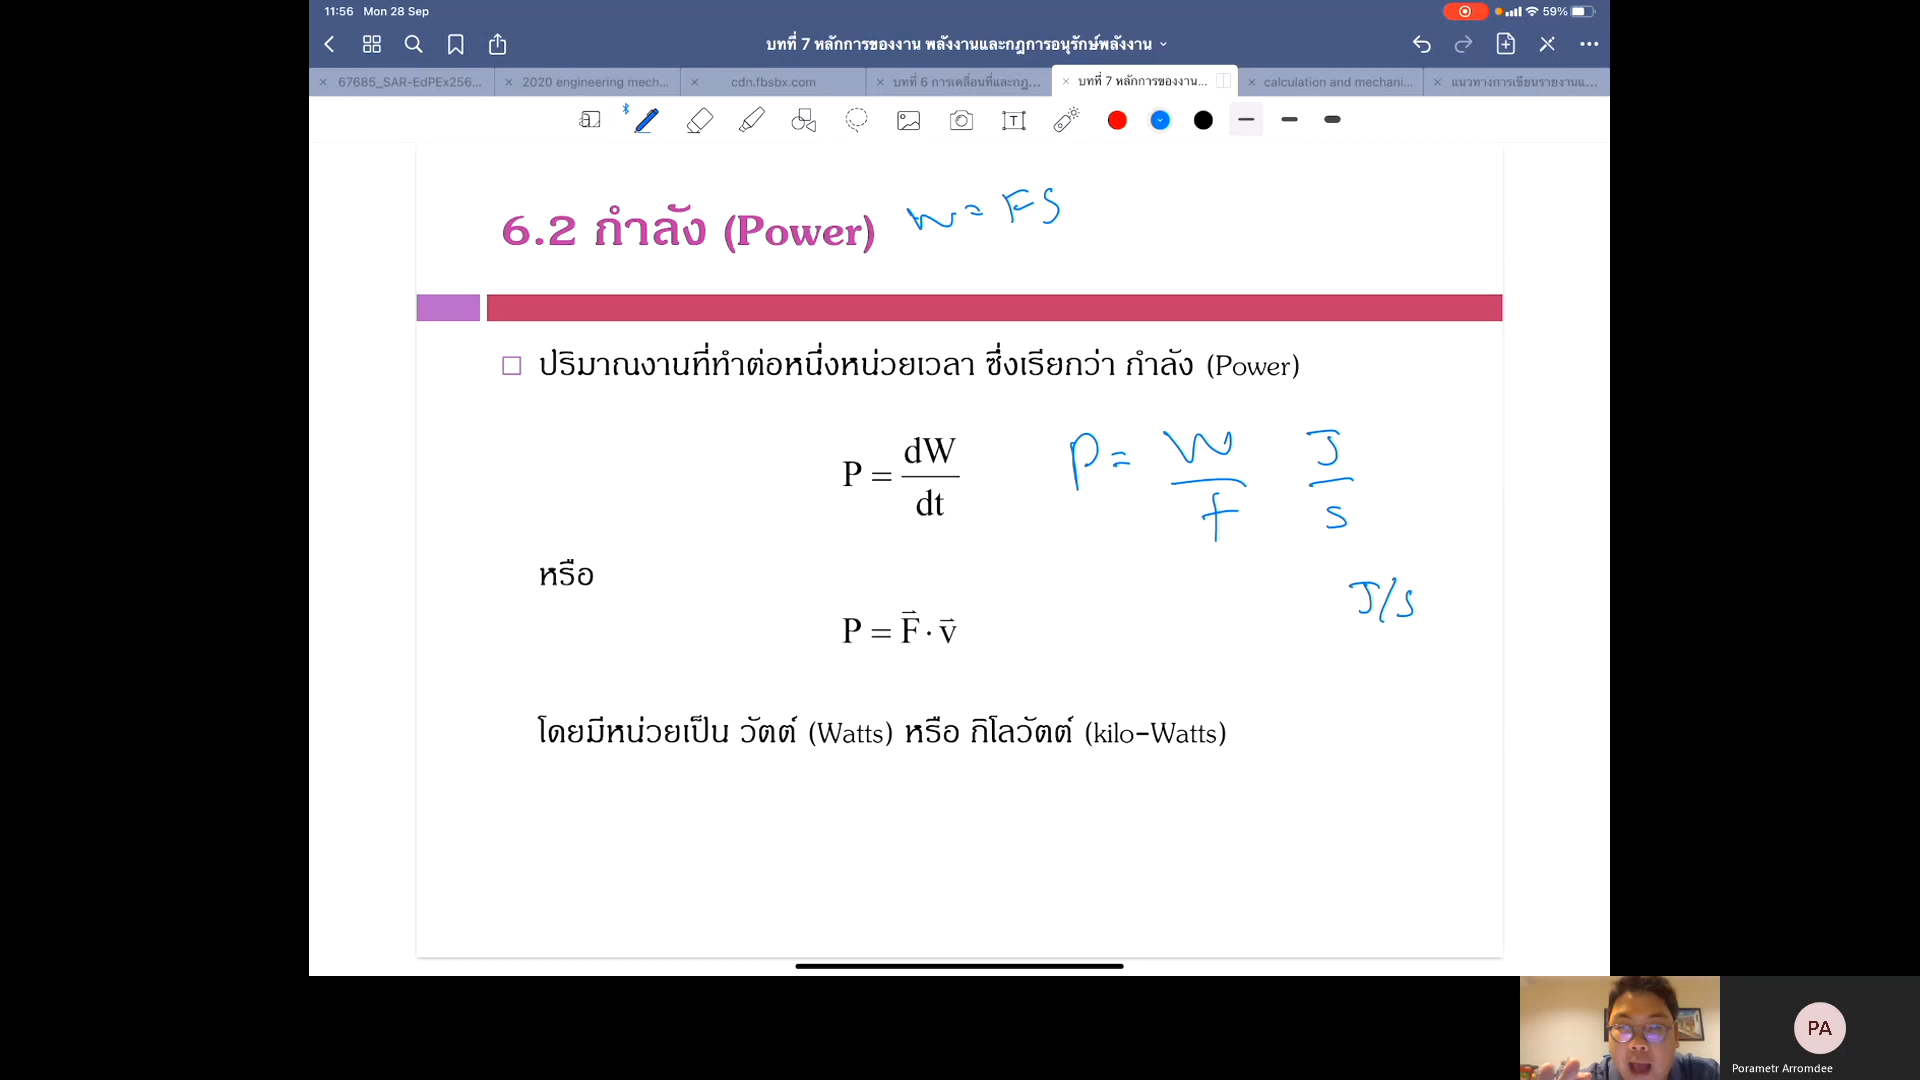 11:56 Mon 28 Sep
59%
บทที่ 7 หลักการของงาน พลังงานและกฎการอนุรักษ์พลังงาน
67685_SAR-EdPEx256...
2020 engineering mech...
cdn.fbsbx.com
บทที่ 6 การเคลื่อนที่และกฎ...
บทที่ 7 หลักการของงาน...
calculation and mechani...
แนวทางการเขียนรายงานแ...
6.2 กำลัง (Power) W = FS
ปริมาณงานที่ทำต่อหนึ่งหน่วยเวลา ซึ่งเรียกว่า กำลัง (Power)
P = dW/dt P = W/t J/s
หรือ
J/s
P = F⃗ · v⃗
โดยมีหน่วยเป็น วัตต์ (Watts) หรือ กิโลวัตต์ (kilo-Watts)
PA
Porametr Arromdee